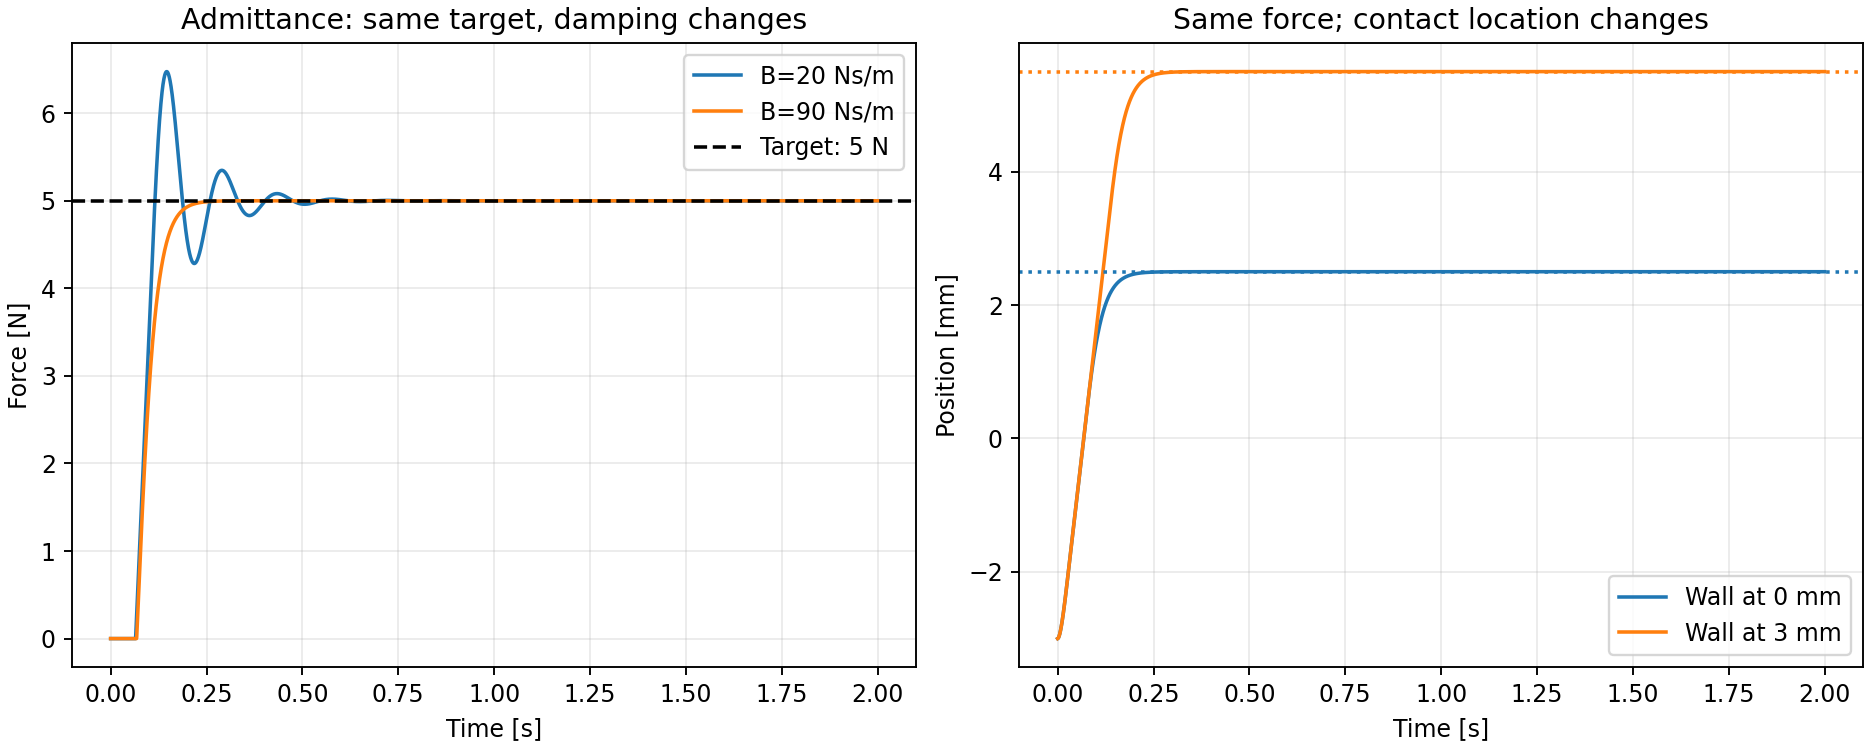 Admittance: same target, damping changes
B=20 Ns/m
B=90 Ns/m
Target: 5 N
Force [N]
6
5
4
3
2
1
0
0.00 0.25 0.50 0.75 1.00 1.25 1.50 1.75 2.00
Time [s]
Same force; contact location changes
Position [mm]
4
2
0
−2
Wall at 0 mm
Wall at 3 mm
0.00 0.25 0.50 0.75 1.00 1.25 1.50 1.75 2.00
Time [s]